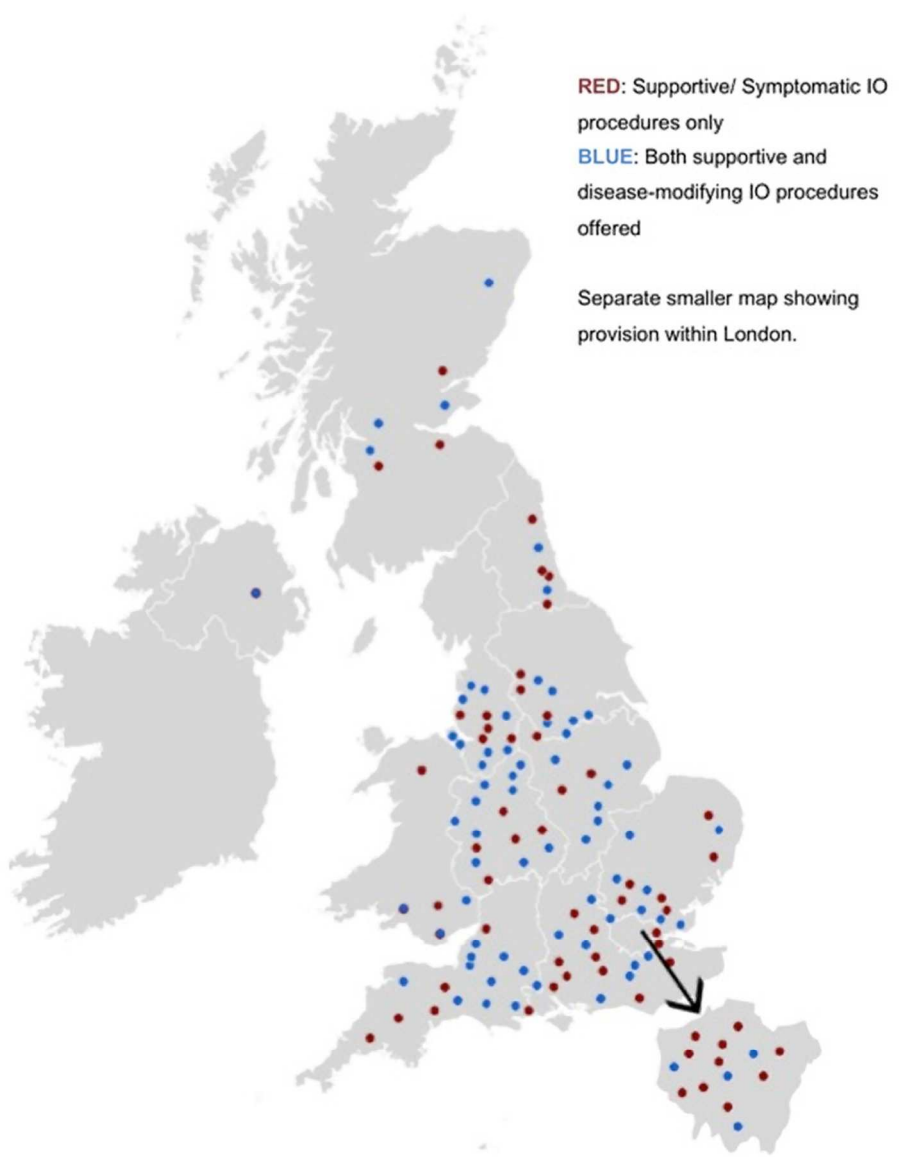 RED: Supportive/ Symptomatic IO
procedures only
BLUE: Both supportive and
disease-modifying IO procedures
offered
Separate smaller map showing
provision within London.